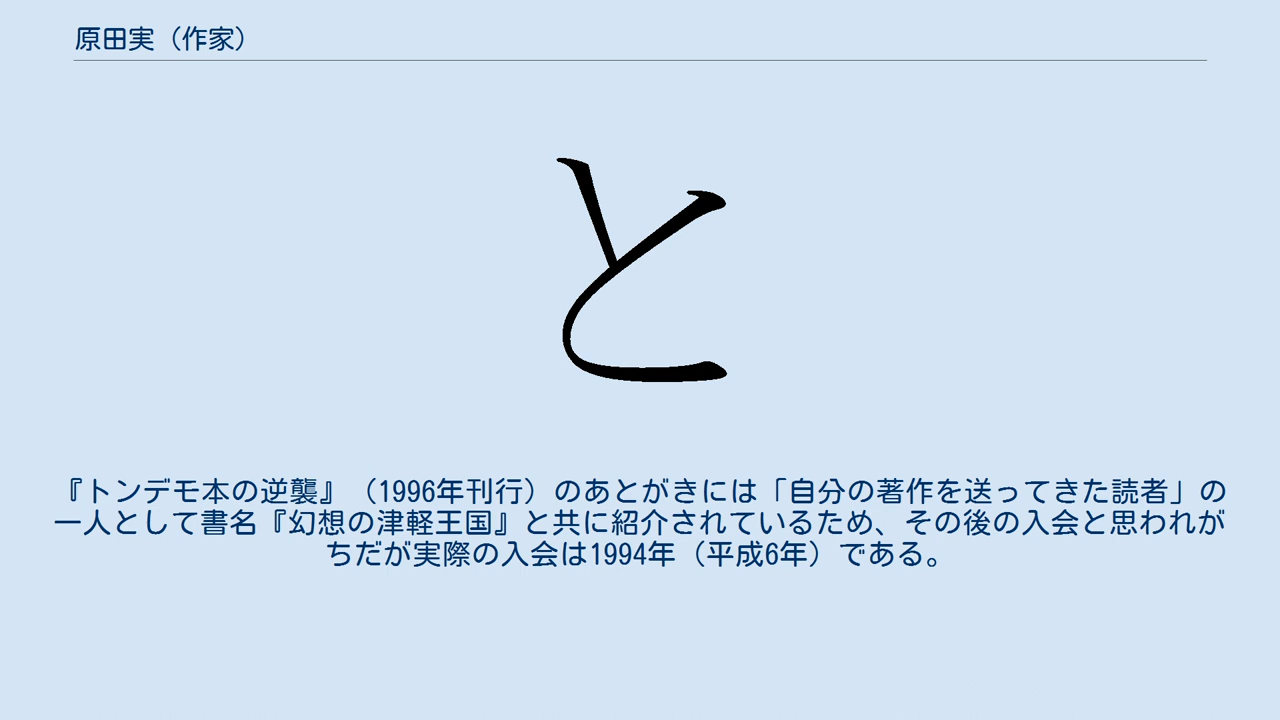 原田実（作家）
と
『トンデモ本の逆襲』（1996年刊行）のあとがきには「自分の著作を送ってきた読者」の
一人として書名『幻想の津軽王国』と共に紹介されているため、その後の入会と思われが
ちだが実際の入会は1994年（平成6年）である。